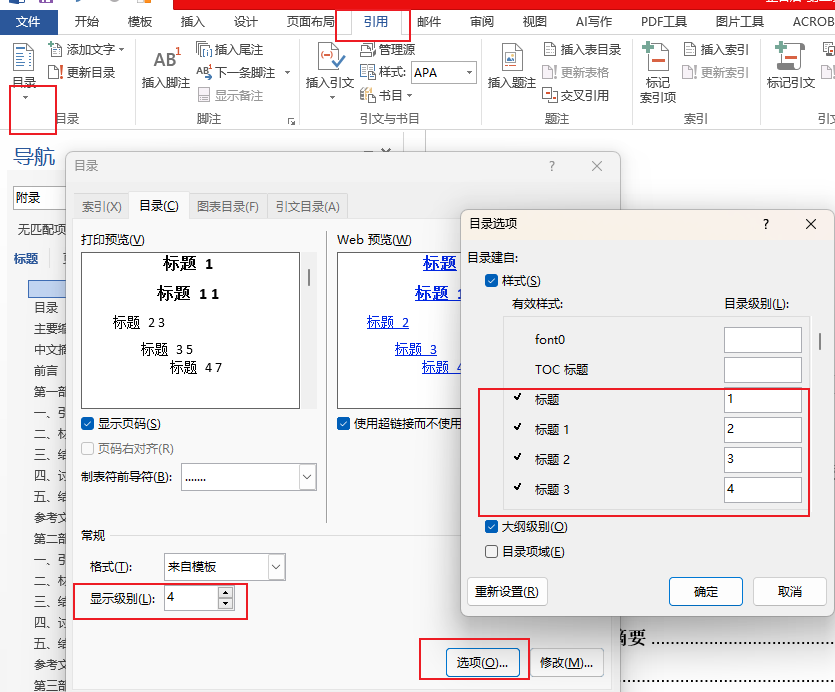 文件 开始 模板 插入 设计 页面布局 引用 邮件 审阅 视图 AI写作 PDF工具 图片工具 ACROB
目录
添加文字
更新目录
目录
AB¹
插入脚注
插入尾注
下一条脚注
显示备注
脚注
插入引文
管理源
样式: APA
书目
引文与书目
插入题注
插入表目录
更新表格
交叉引用
题注
标记
索引项
插入索引
更新索引
索引
标记引文
引文
导航
附录
无匹配项
标题
目录
主要编
中文摘
前言
第一部
一、引
二、材
三、结
四、讨
五、结
参考文
第二部
一、引
二、材
三、结
四、讨
五、结
参考文
第三部
目录
? ×
索引(X) 目录(C) 图表目录(F) 引文目录(A)
打印预览(V)
标题 1
标题 1 1
标题 2 3
标题 3 5
标题 4 7
Web 预览(W)
标题
标题 1
标题 2
标题 3
标题 4
显示页码(S)
页码右对齐(R)
制表符前导符(B): .......
使用超链接而不使用
常规
格式(T): 来自模板
显示级别(L): 4
选项(O)... 修改(M)...
目录选项
? ×
目录建自:
样式(S)
有效样式: 目录级别(L):
font0
TOC 标题
标题 1
标题 1 2
标题 2 3
标题 3 4
大纲级别(O)
目录项域(E)
重新设置(R) 确定 取消
摘要